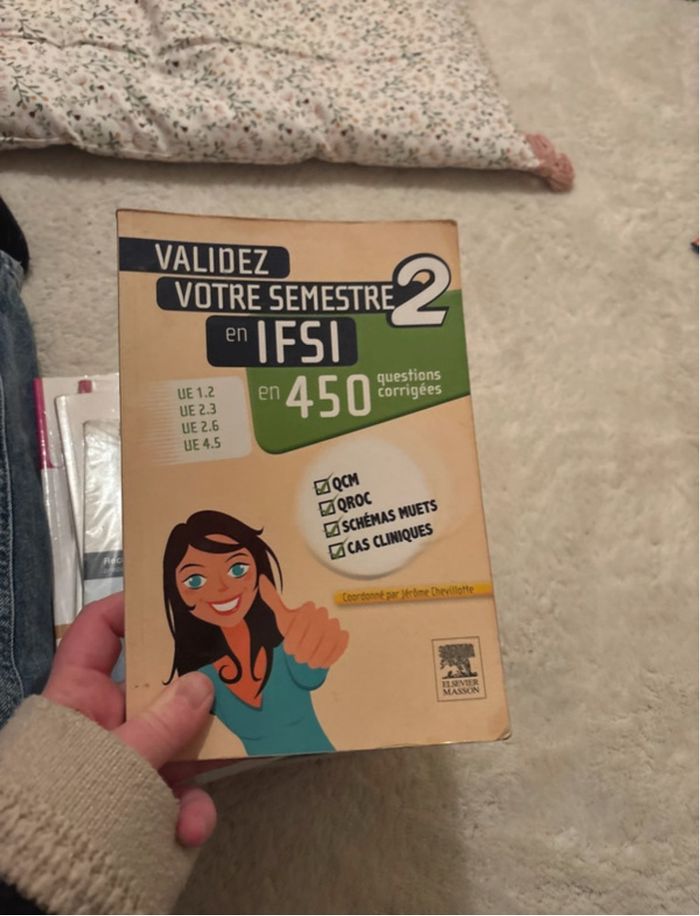 VALIDEZ
VOTRE SEMESTRE 2
en IFSI
en 450 questions
corrigées
UE 1.2
UE 2.3
UE 2.6
UE 4.5
QCM
QROC
SCHÉMAS MUETS
CAS CLINIQUES
Coordonné par Jérôme Chevillotte
ELSEVIER
MASSON